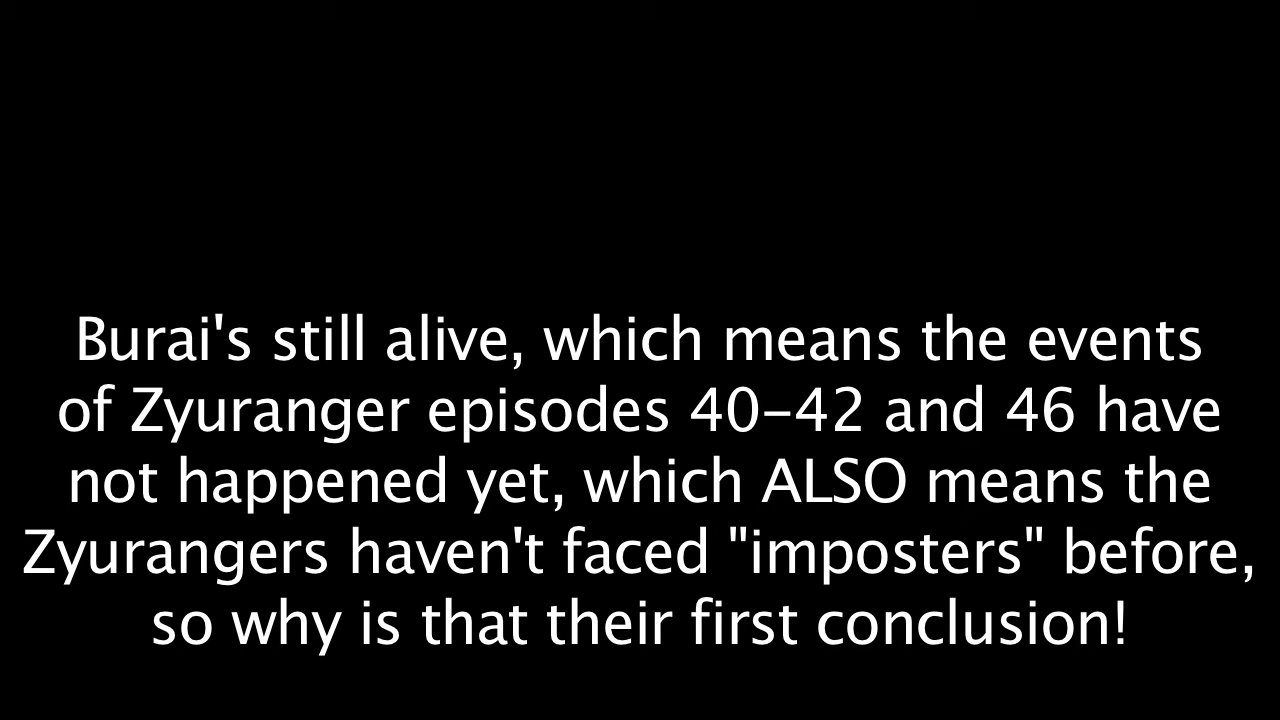 Burai's still alive, which means the events
of Zyuranger episodes 40-42 and 46 have
not happened yet, which ALSO means the
Zyurangers haven't faced "imposters" before,
so why is that their first conclusion!